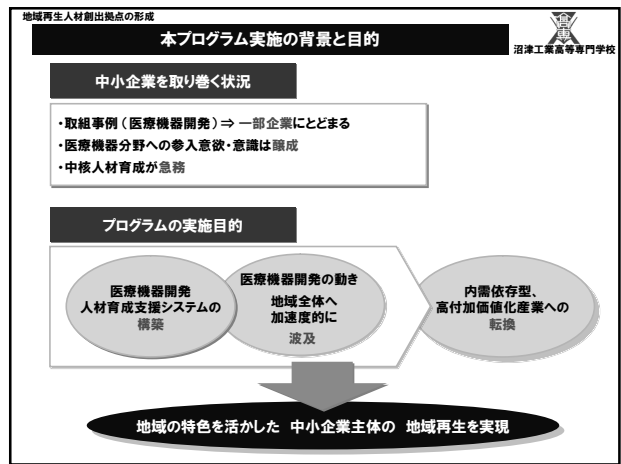 地域再生人材創出拠点の形成
本プログラム実施の背景と目的
沼津工業高等専門学校
中小企業を取り巻く状況
・取組事例(医療機器開発)⇒ 一部企業にとどまる
・医療機器分野への参入意欲・意識は醸成
・中核人材育成が急務
プログラムの実施目的
医療機器開発
人材育成支援システムの
構築
医療機器開発の動き
地域全体へ
加速度的に
波及
内需依存型、
高付加価値化産業への
転換
地域の特色を活かした 中小企業主体の 地域再生を実現